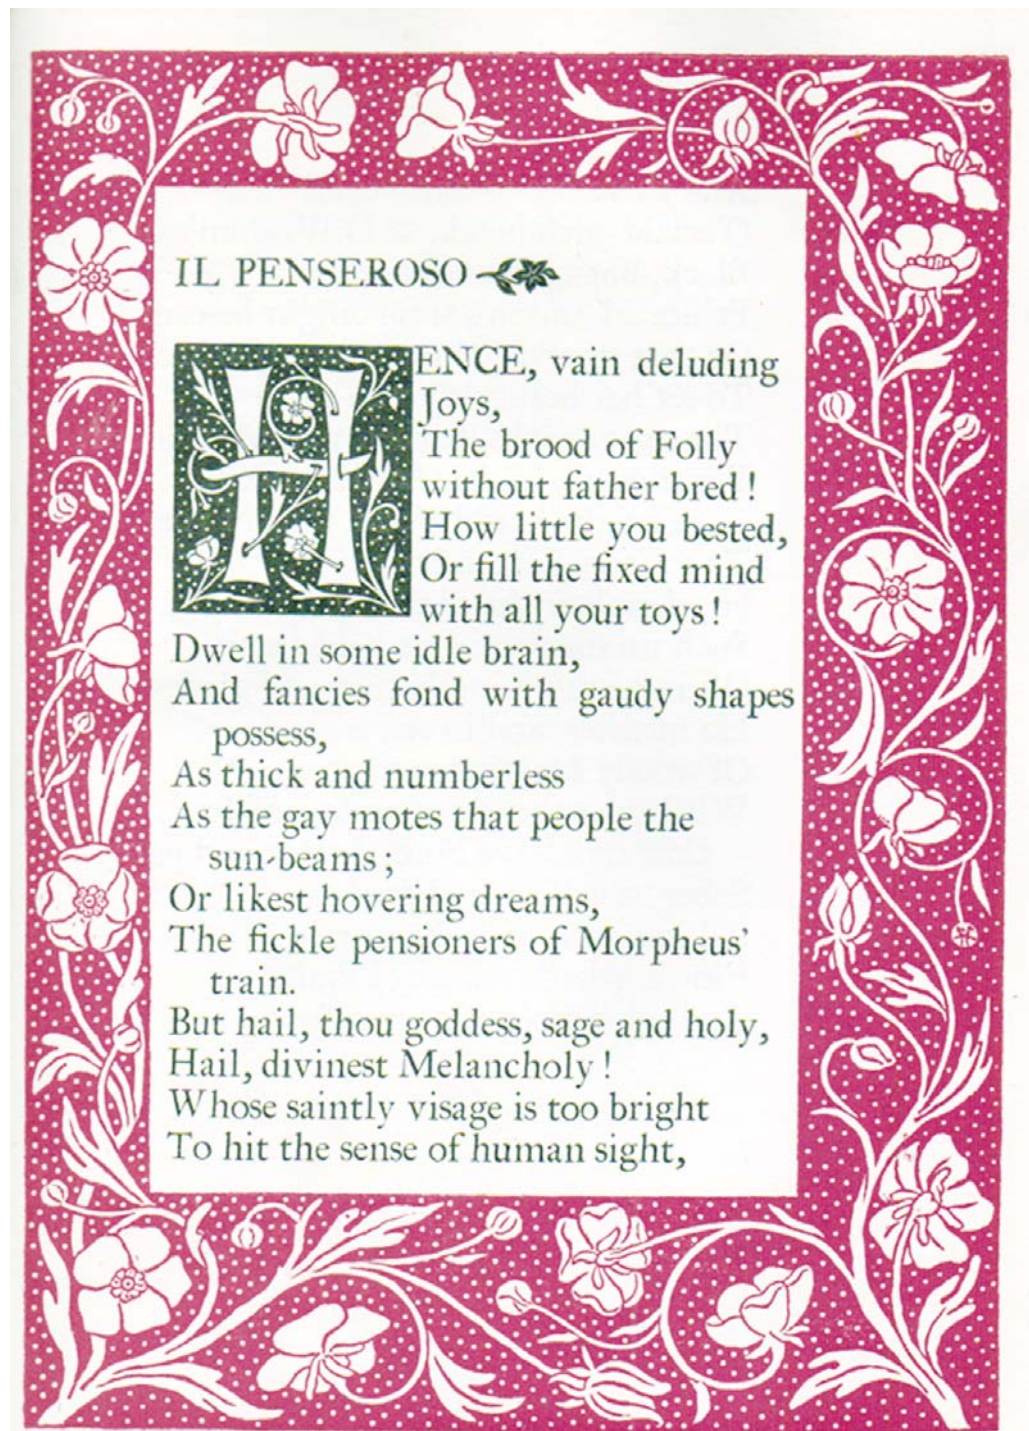 IL PENSEROSO
HENCE, vain deluding
Joys,
The brood of Folly
without father bred!
How little you bested,
Or fill the fixed mind
with all your toys!
Dwell in some idle brain,
And fancies fond with gaudy shapes
possess,
As thick and numberless
As the gay motes that people the
sun-beams;
Or likest hovering dreams,
The fickle pensioners of Morpheus'
train.
But hail, thou goddess, sage and holy,
Hail, divinest Melancholy!
Whose saintly visage is too bright
To hit the sense of human sight,